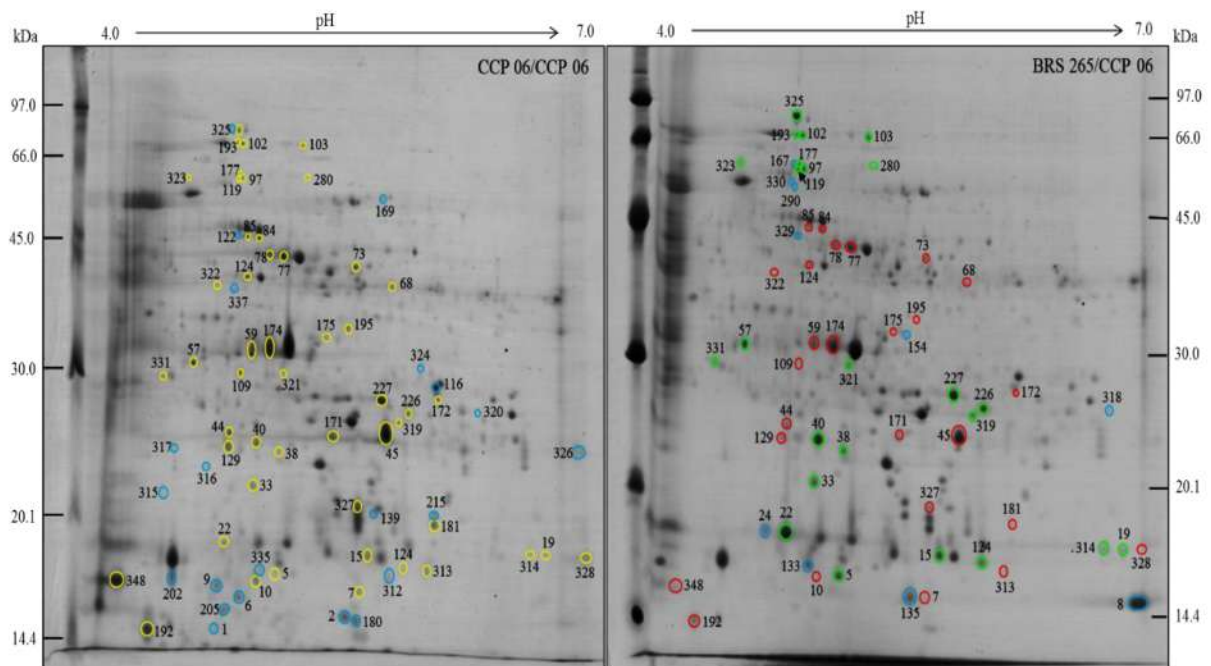 pH
pH
4.0 7.0
4.0 7.0
kDa
kDa
CCP 06/CCP 06
BRS 265/CCP 06
97.0
66.0
45.0
30.0
20.1
14.4
97.0
66.0
45.0
30.0
20.1
14.4
325
193 102 103
177
323 97 280
119
169
85 84
122
78 77 73
124
322 68
337
59 174 175 195
57
331 324
109 321 116
227
226 172 320
319
44 40 171
45
317 129 38 326
316
315 33
327 139 215
181
22
335 15 124 19
314 328
348 5 313
202 9 10 312
7
205 6
192 1 2 180
325
193 102 103
167 177
323 97 280
330 119
290
85 84
329
78 77 73
124
322 68
195
59 174 175
57 154
331
109 321
227 172
226 318
319
44 40 171
45
129 38
33
327 181
24 22
15 124 19
314 328
133 5 313
348 10
7
135 8
192